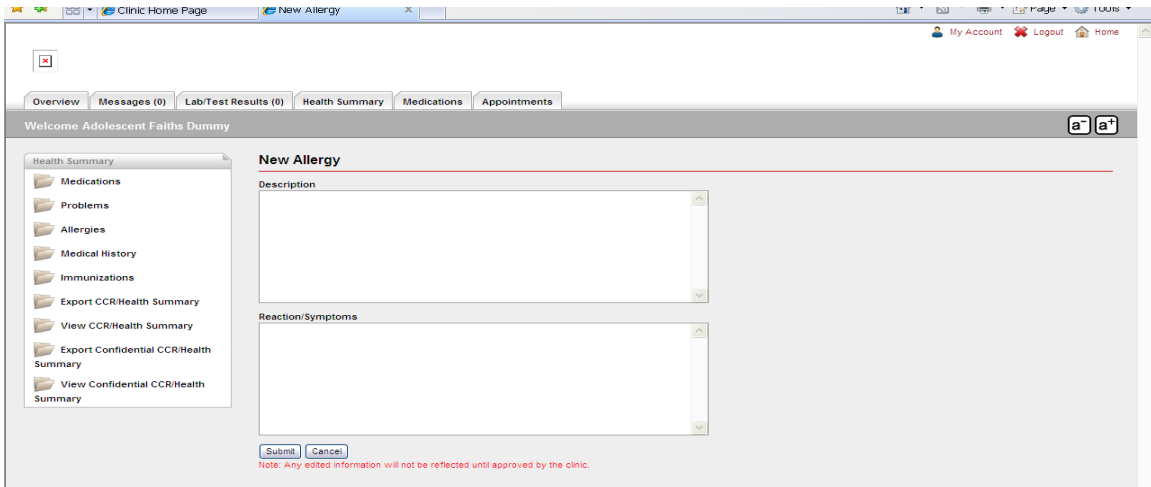 Clinic Home Page
New Allergy
x
Page
Tools
My Account
Logout
Home
Overview
Messages (0)
Lab/Test Results (0)
Health Summary
Medications
Appointments
Welcome Adolescent Faiths Dummy
a-
a+
Health Summary
Medications
Problems
Allergies
Medical History
Immunizations
Export CCR/Health Summary
View CCR/Health Summary
Export Confidential CCR/Health
Summary
View Confidential CCR/Health
Summary
New Allergy
Description
Reaction/Symptoms
Submit
Cancel
Note: Any edited information will not be reflected until approved by the clinic.